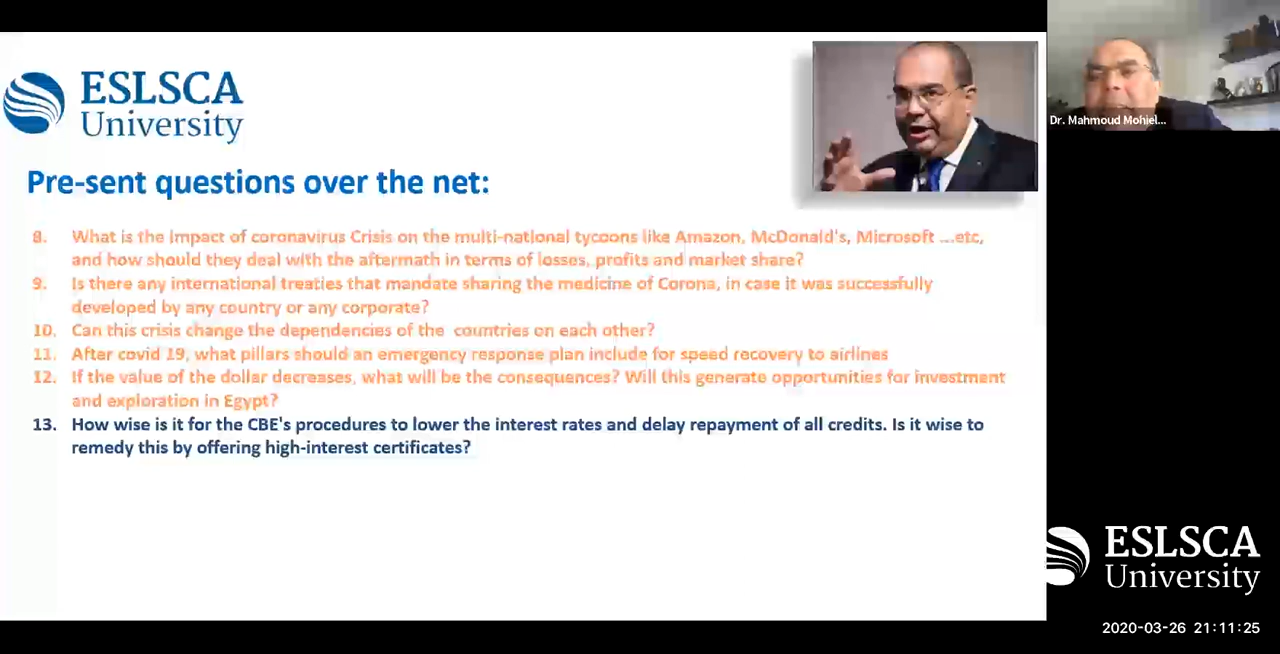 ESLSCA
University
Pre-sent questions over the net:
8. What is the impact of coronavirus Crisis on the multi-national tycoons like Amazon, McDonald's, Microsoft ...etc,
and how should they deal with the aftermath in terms of losses, profits and market share?
9. Is there any international treaties that mandate sharing the medicine of Corona, in case it was successfully
developed by any country or any corporate?
10. Can this crisis change the dependencies of the countries on each other?
11. After covid 19, what pillars should an emergency response plan include for speed recovery to airlines
12. If the value of the dollar decreases, what will be the consequences? Will this generate opportunities for investment
and exploration in Egypt?
13. How wise is it for the CBE's procedures to lower the interest rates and delay repayment of all credits. Is it wise to
remedy this by offering high-interest certificates?
Dr. Mahmoud Mohiel...
ESLSCA
University
2020-03-26 21:11:25